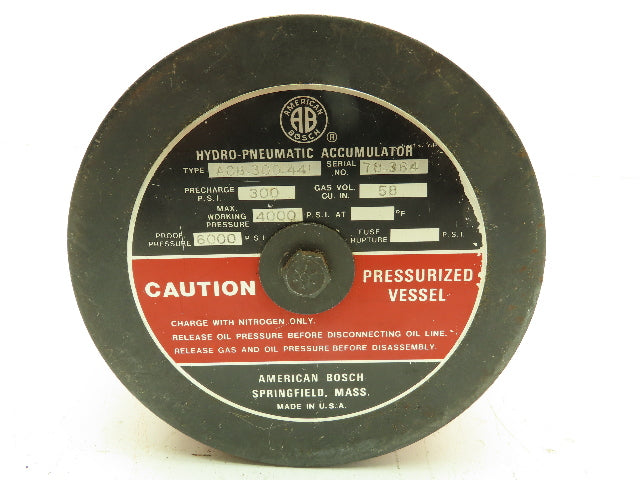 AMERICAN
AB
BOSCH
®
HYDRO-PNEUMATIC ACCUMULATOR
TYPE SERIAL NO. 78-364
PRECHARGE P.S.I. 300 GAS VOL. CU. IN. 58
MAX. WORKING PRESSURE 4000 P.S.I. AT °F
PROOF PRESSURE 6000 P.S.I. FUSE RUPTURE P.S.I.
CAUTION
PRESSURIZED
VESSEL
CHARGE WITH NITROGEN ONLY.
RELEASE OIL PRESSURE BEFORE DISCONNECTING OIL LINE.
RELEASE GAS AND OIL PRESSURE BEFORE DISASSEMBLY.
AMERICAN BOSCH
SPRINGFIELD, MASS.
MADE IN U.S.A.